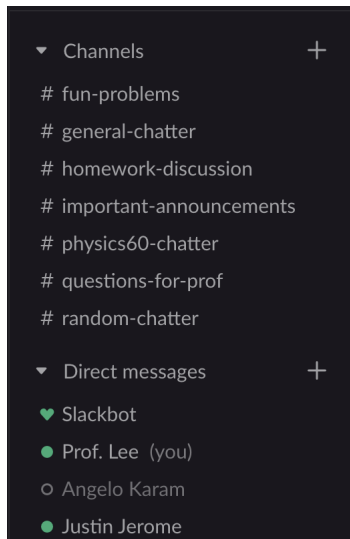 Channels
# fun-problems
# general-chatter
# homework-discussion
# important-announcements
# physics60-chatter
# questions-for-prof
# random-chatter
Direct messages
Slackbot
Prof. Lee (you)
Angelo Karam
Justin Jerome